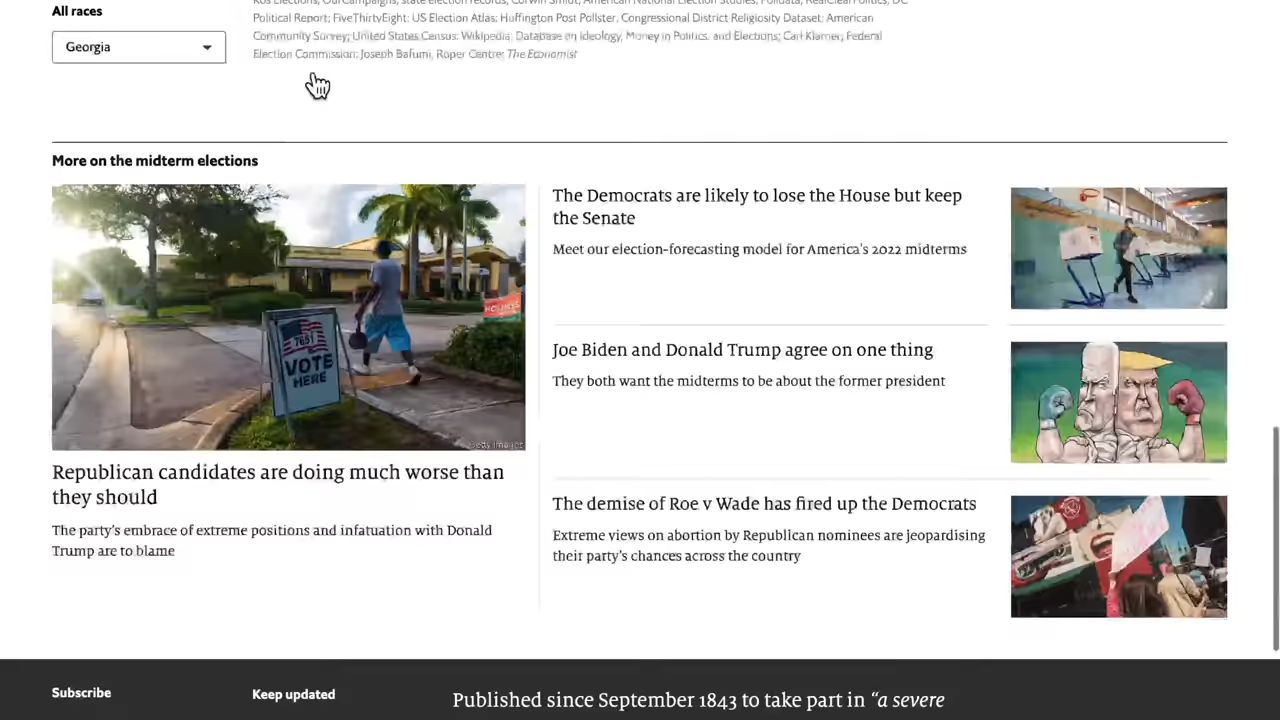 All races
Georgia
Kos Elections; OurCampaigns; state election records; Corwin Smidt; American National Election Studies; Polldata; RealClearPolitics; DC
Political Report; FiveThirtyEight; US Election Atlas; Huffington Post Pollster; Congressional District Religiosity Dataset; American
Community Survey; United States Census; Wikipedia; Database on Ideology, Money in Politics, and Elections; Carl Klarner; Federal
Election Commission; Joseph Bafumi; Roper Centre; The Economist
More on the midterm elections
7651
VOTE
HERE
Getty Images
Republican candidates are doing much worse than
they should
The party's embrace of extreme positions and infatuation with Donald
Trump are to blame
The Democrats are likely to lose the House but keep
the Senate
Meet our election-forecasting model for America's 2022 midterms
Joe Biden and Donald Trump agree on one thing
They both want the midterms to be about the former president
The demise of Roe v Wade has fired up the Democrats
Extreme views on abortion by Republican nominees are jeopardising
their party's chances across the country
Subscribe
Keep updated
Published since September 1843 to take part in “a severe